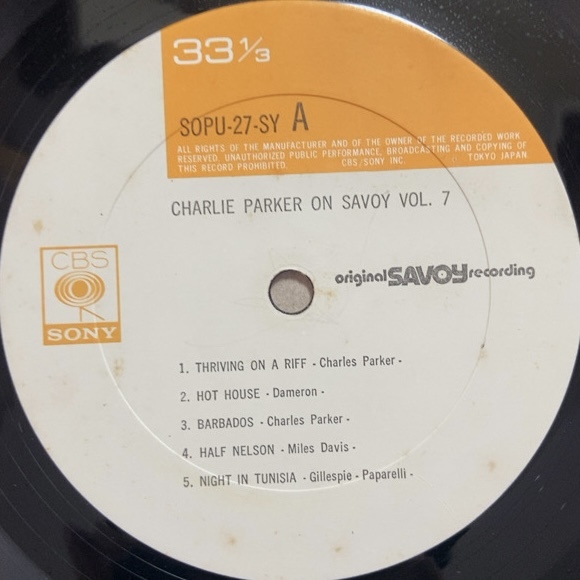 33 1/3
SOPU-27-SY A
ALL RIGHTS OF THE MANUFACTURER AND OF THE OWNER OF THE RECORDED WORK
RESERVED. UNAUTHORIZED PUBLIC PERFORMANCE, BROADCASTING AND COPYING OF
THIS RECORD PROHIBITED. CBS/SONY INC. TOKYO JAPAN
CHARLIE PARKER ON SAVOY VOL. 7
CBS
SONY
original SAVOY recording
1. THRIVING ON A RIFF - Charles Parker -
2. HOT HOUSE - Dameron -
3. BARBADOS - Charles Parker -
4. HALF NELSON - Miles Davis -
5. NIGHT IN TUNISIA - Gillespie - Paparelli -